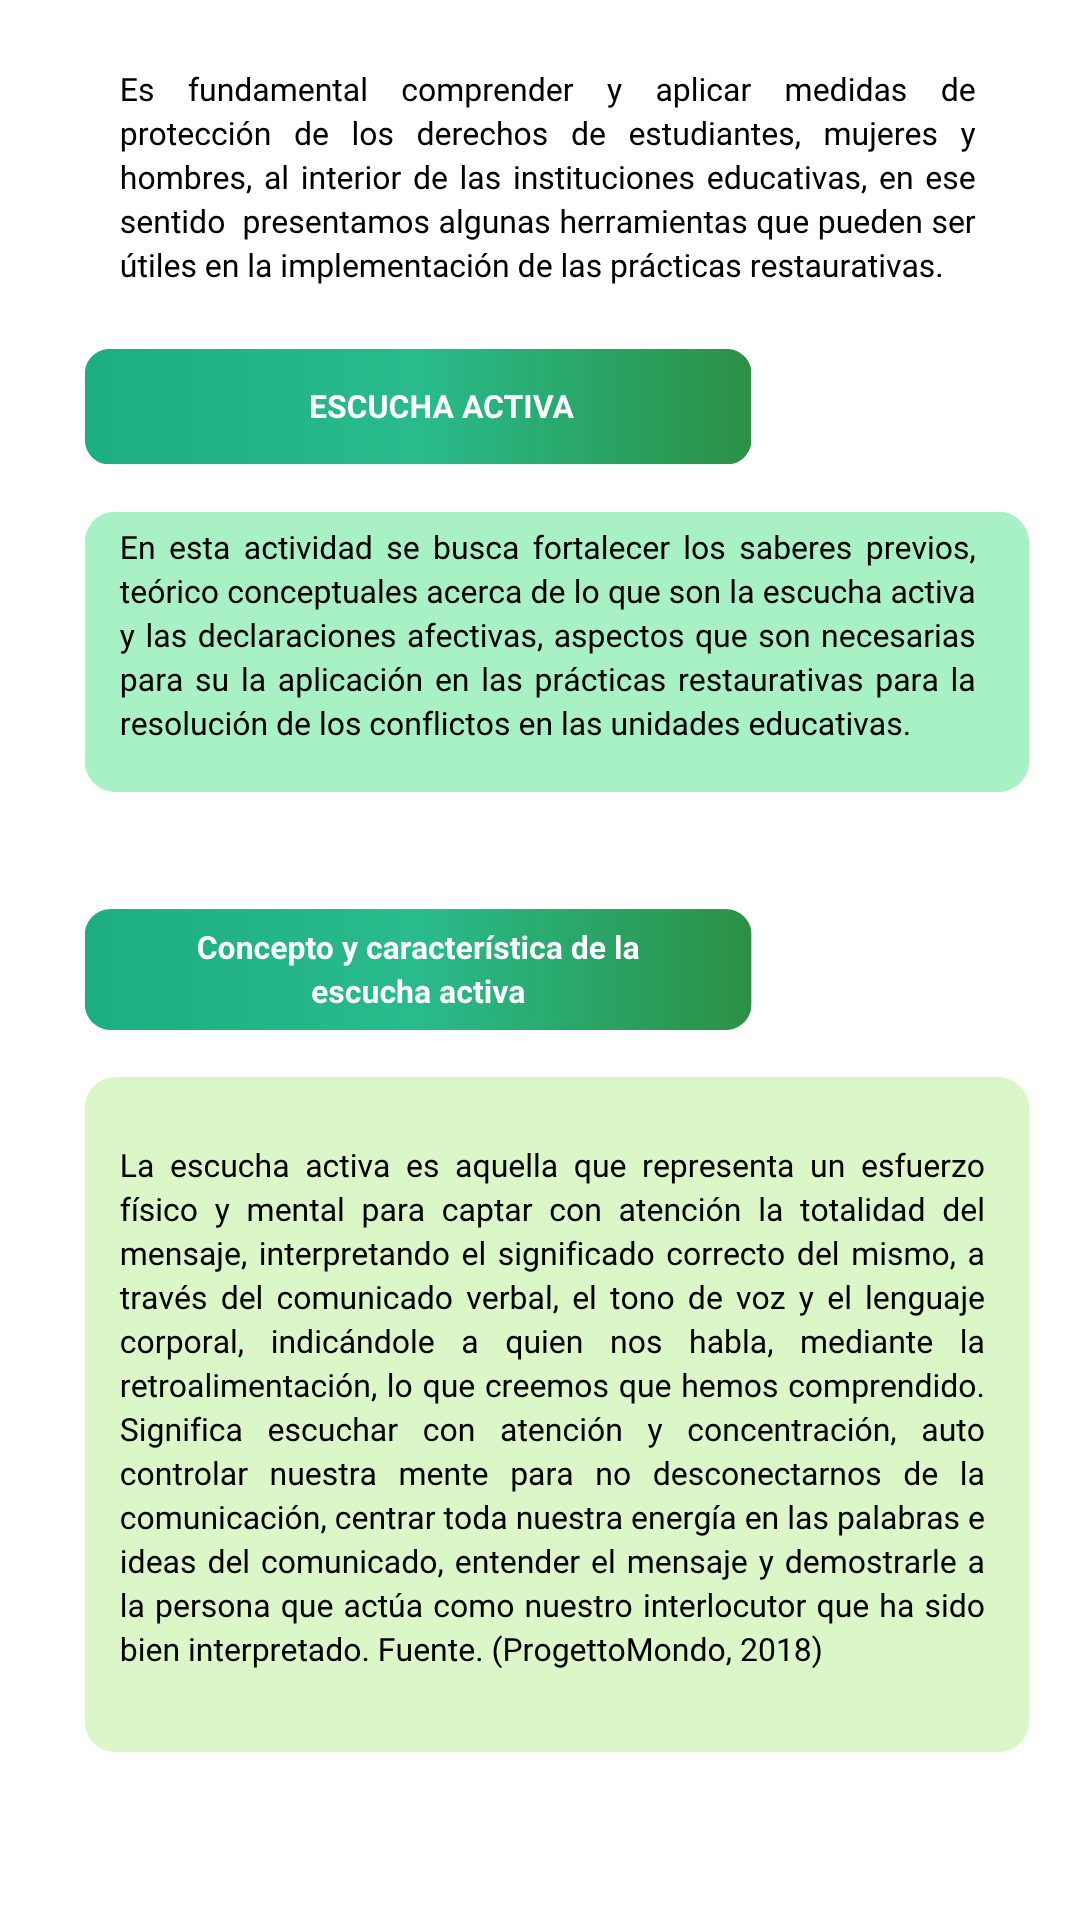 Es fundamental comprender y aplicar medidas de
protección de los derechos de estudiantes, mujeres y
hombres, al interior de las instituciones educativas, en ese
sentido  presentamos algunas herramientas que pueden ser
útiles en la implementación de las prácticas restaurativas.
ESCUCHA ACTIVA
En esta actividad se busca fortalecer los saberes previos,
teórico conceptuales acerca de lo que son la escucha activa
y las declaraciones afectivas, aspectos que son necesarias
para su la aplicación en las prácticas restaurativas para la
resolución de los conflictos en las unidades educativas.
Concepto y característica de la
escucha activa
La escucha activa es aquella que representa un esfuerzo
físico y mental para captar con atención la totalidad del
mensaje, interpretando el significado correcto del mismo, a
través del comunicado verbal, el tono de voz y el lenguaje
corporal, indicándole a quien nos habla, mediante la
retroalimentación, lo que creemos que hemos comprendido.
Significa escuchar con atención y concentración, auto
controlar nuestra mente para no desconectarnos de la
comunicación, centrar toda nuestra energía en las palabras e
ideas del comunicado, entender el mensaje y demostrarle a
la persona que actúa como nuestro interlocutor que ha sido
bien interpretado. Fuente. (ProgettoMondo, 2018)